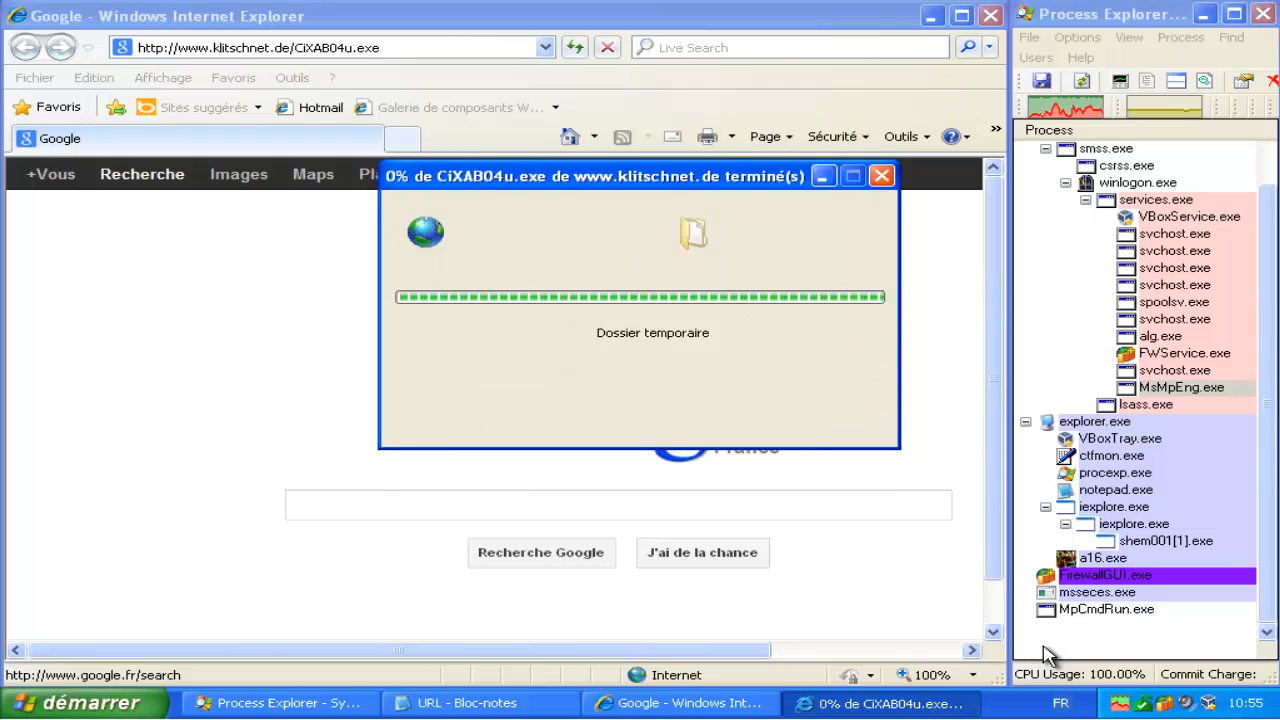 Google - Windows Internet Explorer
http://www.klitschnet.de/CiXAB04u.exe
Live Search
Fichier Edition Affichage Favoris Outils ?
Favoris Sites suggérés Hotmail Galerie de composants W...
Google
Page Sécurité Outils
+Vous Recherche Images Maps
0% de CiXAB04u.exe de www.klitschnet.de terminé(s)
Dossier temporaire
France
Recherche Google J'ai de la chance
http://www.google.fr/search
Internet
100%
Process Explorer...
File Options View Process Find
Users Help
Process
smss.exe
csrss.exe
winlogon.exe
services.exe
VBoxService.exe
svchost.exe
svchost.exe
svchost.exe
svchost.exe
spoolsv.exe
svchost.exe
alg.exe
FWService.exe
svchost.exe
MsMpEng.exe
lsass.exe
explorer.exe
VBoxTray.exe
ctfmon.exe
procexp.exe
notepad.exe
iexplore.exe
iexplore.exe
shem001[1].exe
a16.exe
FirewallGUI.exe
msseces.exe
MpCmdRun.exe
CPU Usage: 100.00% Commit Charge:
démarrer
Process Explorer - Sy...
URL - Bloc-notes
Google - Windows Int...
0% de CiXAB04u.exe...
FR
10:55